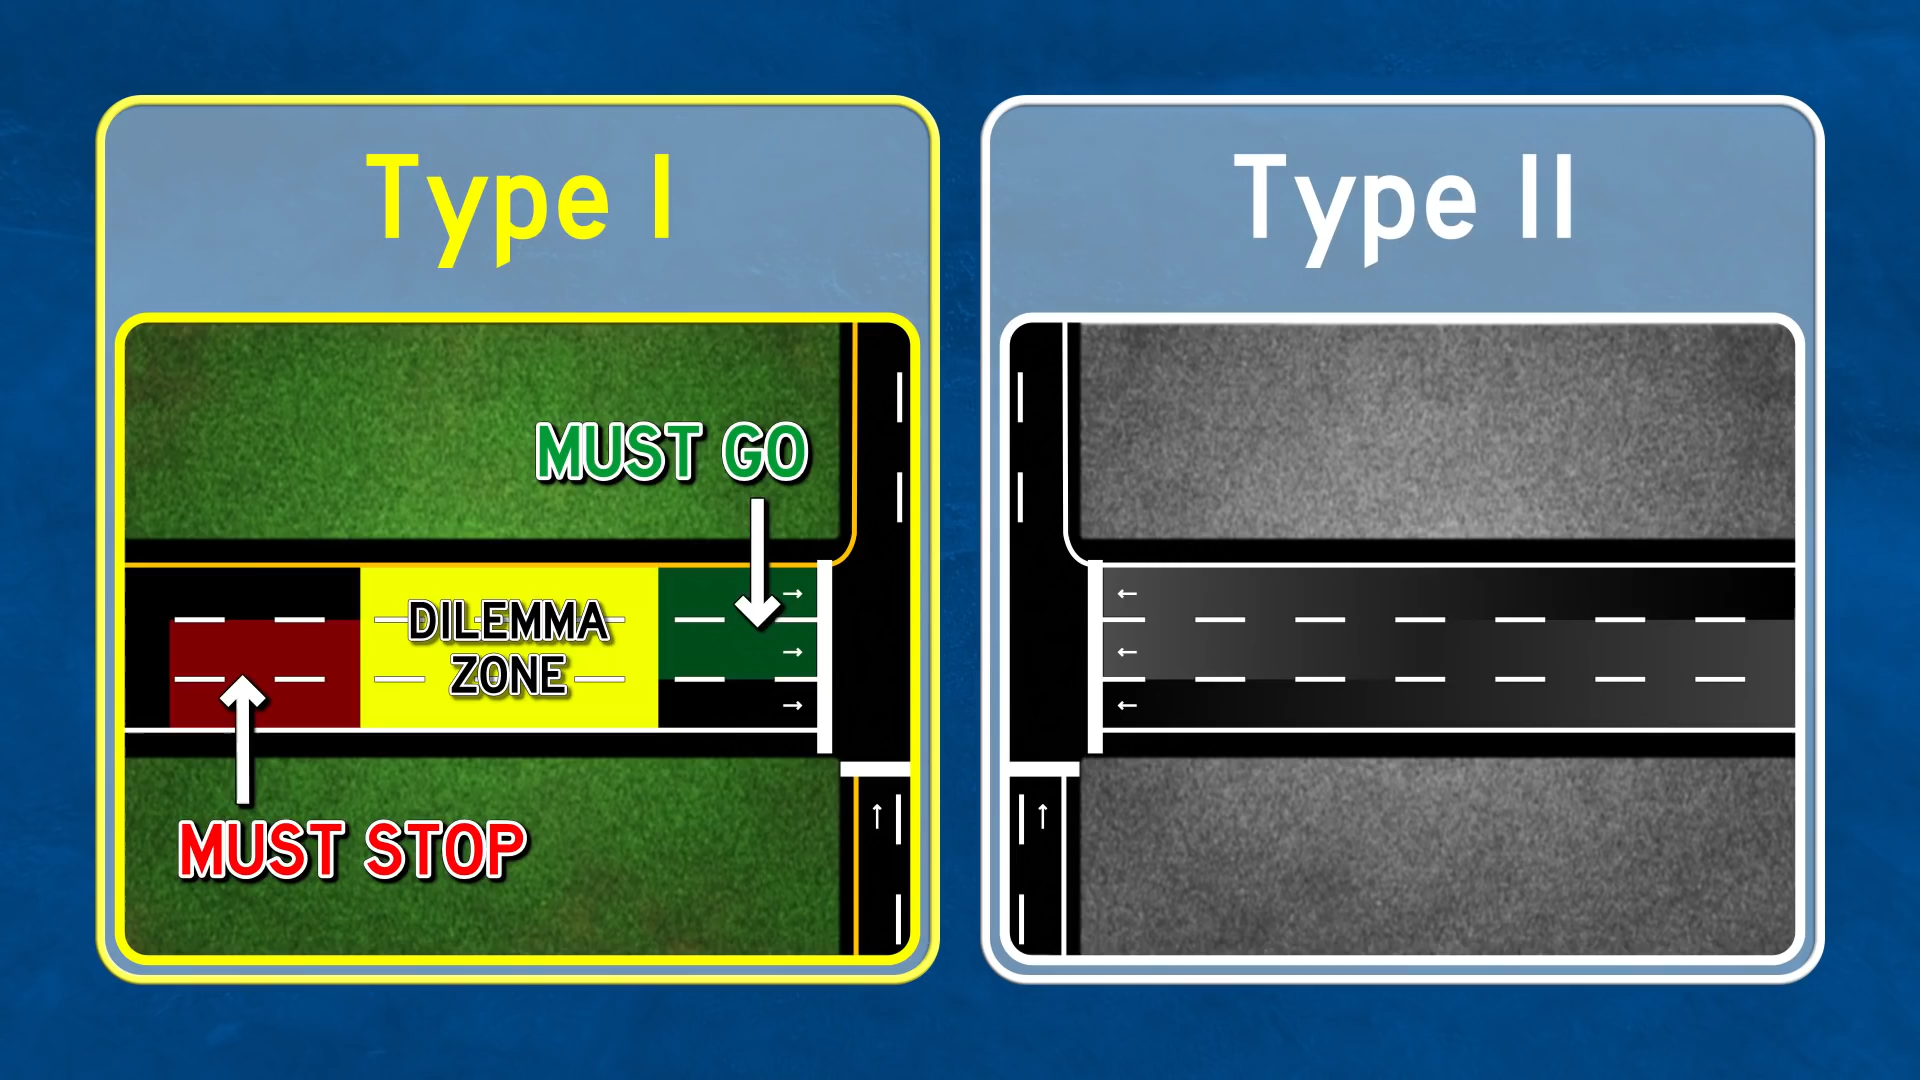 Type I
MUST GO
DILEMMA
ZONE
MUST STOP
Type II